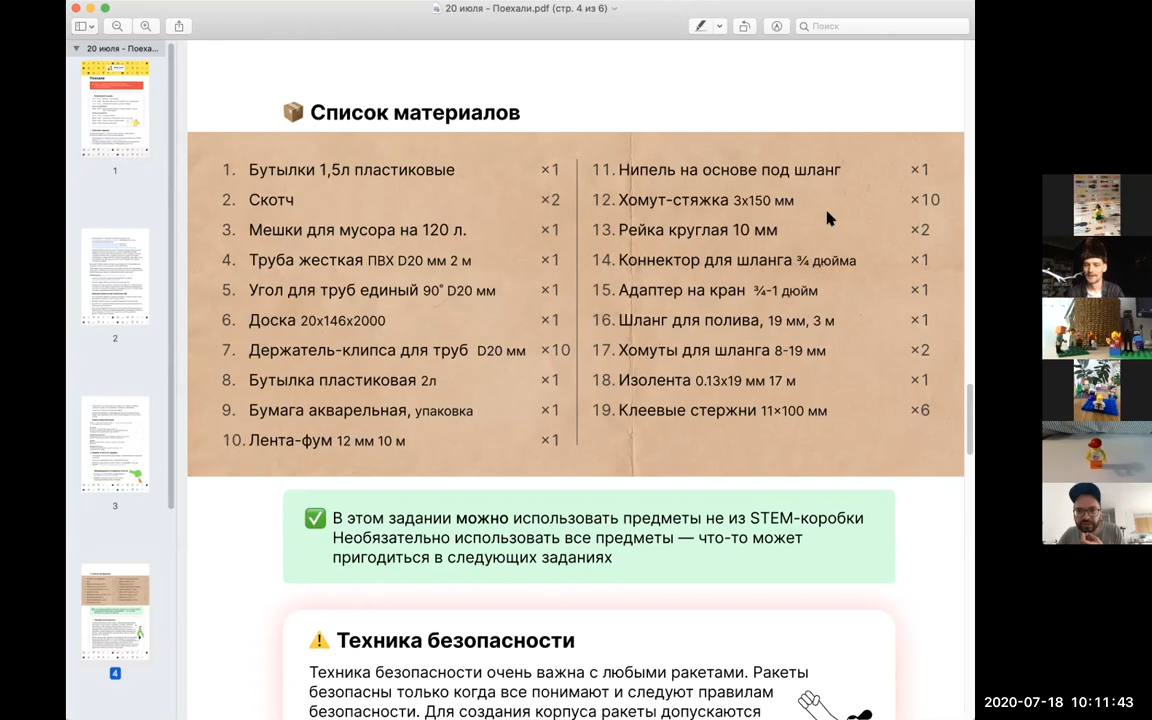 20 июля - Поехали.pdf (стр. 4 из 6)
Поиск
20 июля - Поеха...
1
2
3
4
📦 Список материалов
1. Бутылки 1,5л пластиковые ×1
2. Скотч ×2
3. Мешки для мусора на 120 л. ×1
4. Труба жесткая ПВХ D20 мм 2 м ×1
5. Угол для труб единый 90˚ D20 мм ×1
6. Доска 20х146х2000 ×1
7. Держатель-клипса для труб D20 мм ×10
8. Бутылка пластиковая 2л ×1
9. Бумага акварельная, упаковка ×1
10. Лента-фум 12 мм 10 м ×1
11. Нипель на основе под шланг ×1
12. Хомут-стяжка 3х150 мм ×10
13. Рейка круглая 10 мм ×2
14. Коннектор для шланга ¾ дюйма ×1
15. Адаптер на кран ¾-1 дюйм ×1
16. Шланг для полива, 19 мм, 3 м ×1
17. Хомуты для шланга 8-19 мм ×2
18. Изолента 0.13х19 мм 17 м ×1
19. Клеевые стержни 11×100 мм ×6
✅ В этом задании можно использовать предметы не из STEM-коробки
Необязательно использовать все предметы — что-то может
пригодиться в следующих заданиях
⚠️ Техника безопасности
Техника безопасности очень важна с любыми ракетами. Ракеты
безопасны только когда все понимают и следуют правилам
безопасности. Для создания корпуса ракеты допускаются
2020-07-18 10:11:43